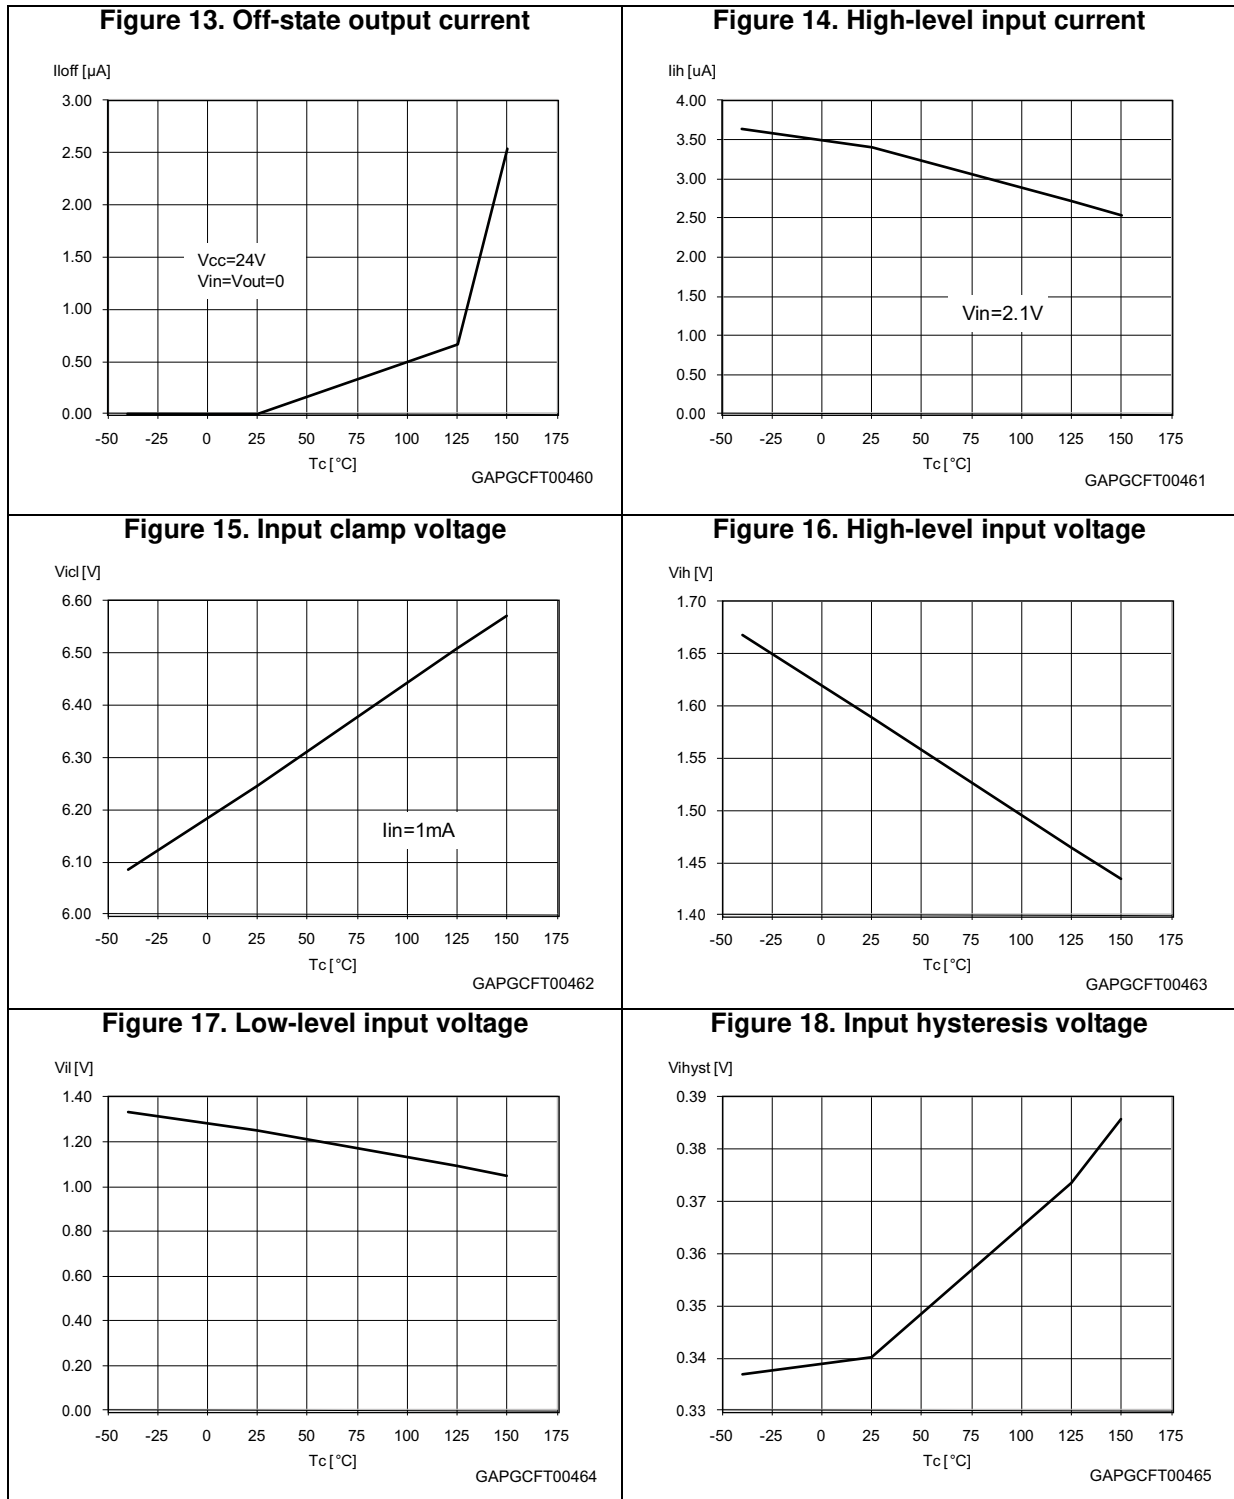 Figure 13. Off-state output current
Iloff [µA]
3.00
2.50
2.00
1.50
1.00
0.50
0.00
Vcc=24V
Vin=Vout=0
-50 -25 0 25 50 75 100 125 150 175
Tc [°C]
GAPGCFT00460
Figure 14. High-level input current
Iih [uA]
4.00
3.50
3.00
2.50
2.00
1.50
1.00
0.50
0.00
Vin=2.1V
-50 -25 0 25 50 75 100 125 150 175
Tc [°C]
GAPGCFT00461
Figure 15. Input clamp voltage
Vicl [V]
6.60
6.50
6.40
6.30
6.20
6.10
6.00
Iin=1mA
-50 -25 0 25 50 75 100 125 150 175
Tc [°C]
GAPGCFT00462
Figure 16. High-level input voltage
Vih [V]
1.70
1.65
1.60
1.55
1.50
1.45
1.40
-50 -25 0 25 50 75 100 125 150 175
Tc [°C]
GAPGCFT00463
Figure 17. Low-level input voltage
Vil [V]
1.40
1.20
1.00
0.80
0.60
0.40
0.20
0.00
-50 -25 0 25 50 75 100 125 150 175
Tc [°C]
GAPGCFT00464
Figure 18. Input hysteresis voltage
Vihyst [V]
0.39
0.38
0.37
0.36
0.35
0.34
0.33
-50 -25 0 25 50 75 100 125 150 175
Tc [°C]
GAPGCFT00465